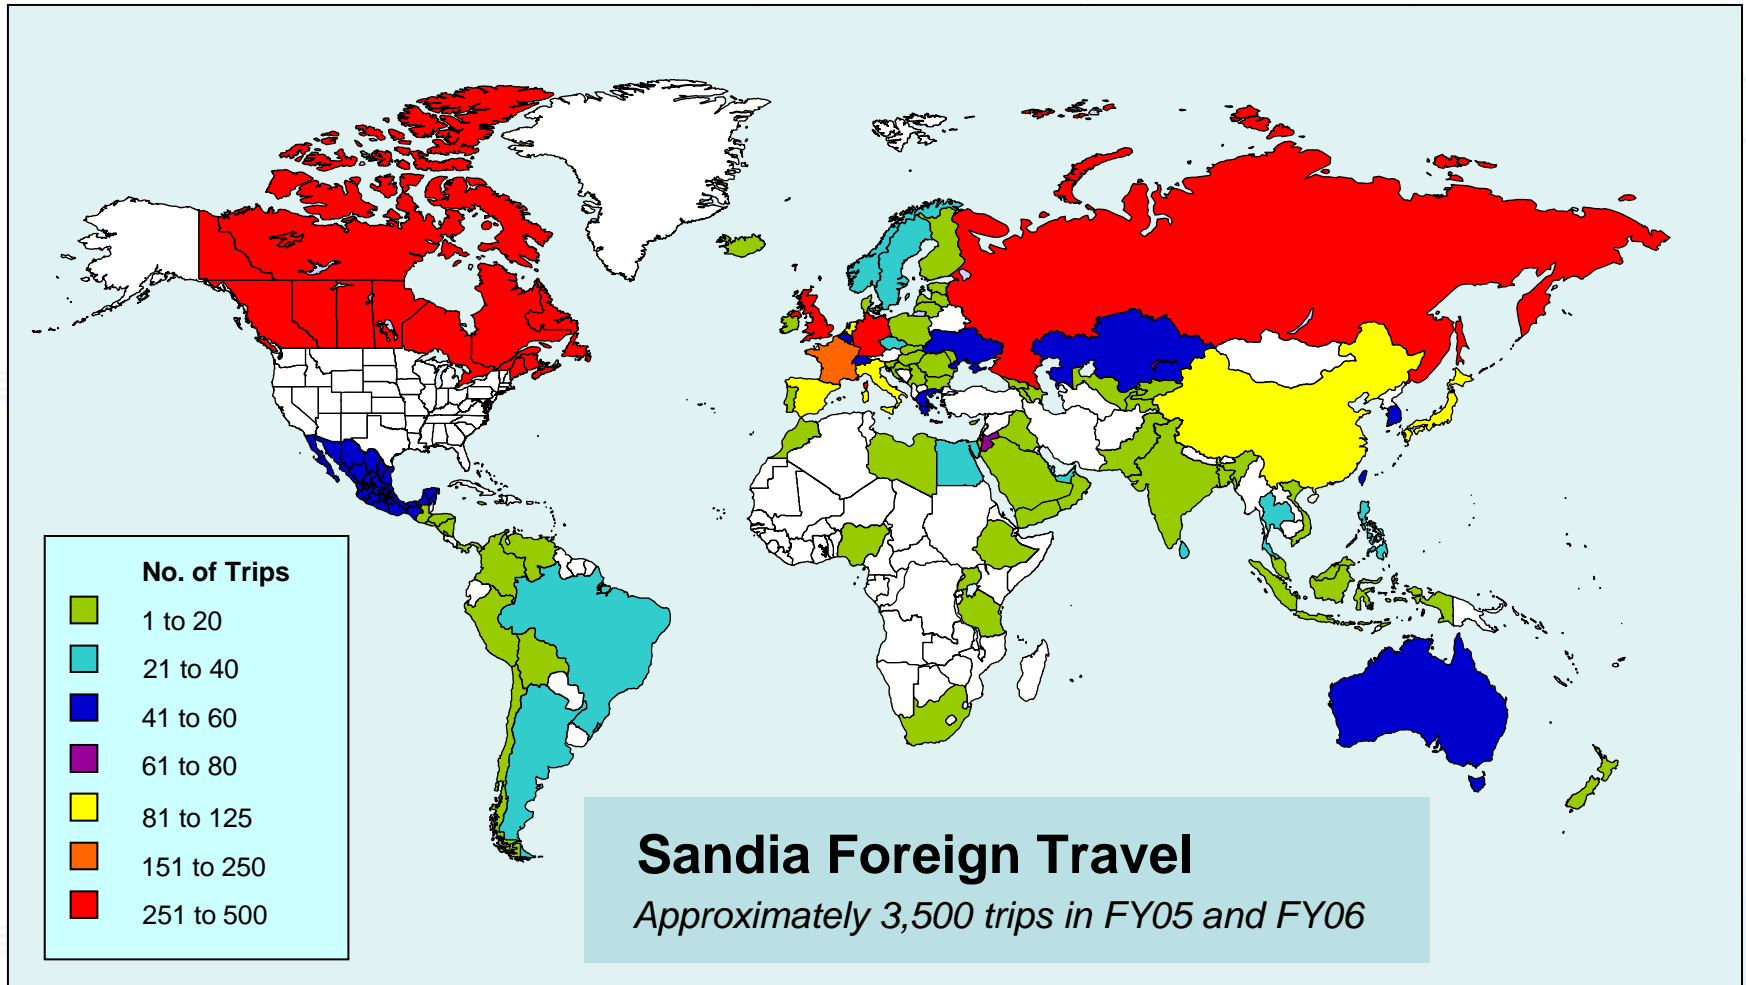 No. of Trips
1 to 20
21 to 40
41 to 60
61 to 80
81 to 125
151 to 250
251 to 500
Sandia Foreign Travel
Approximately 3,500 trips in FY05 and FY06